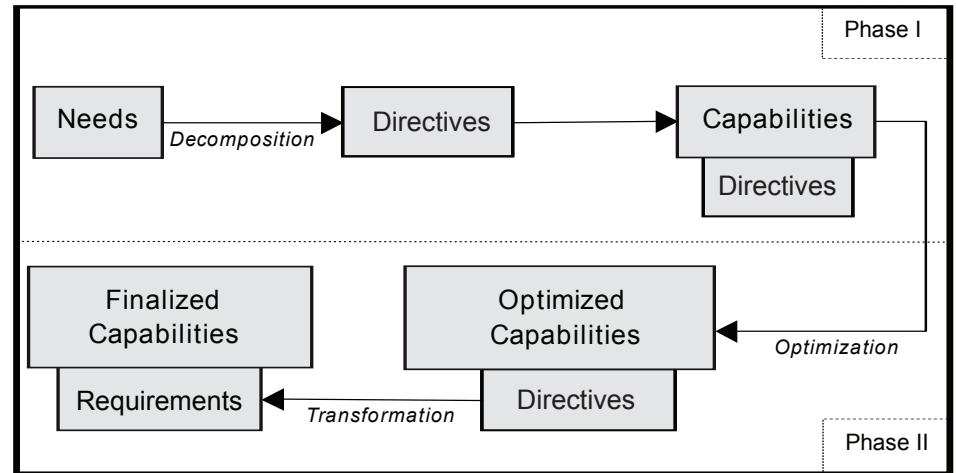 Phase I
Needs
Decomposition
Directives
Capabilities
Directives
Finalized
Capabilities
Requirements
Transformation
Optimized
Capabilities
Directives
Optimization
Phase II